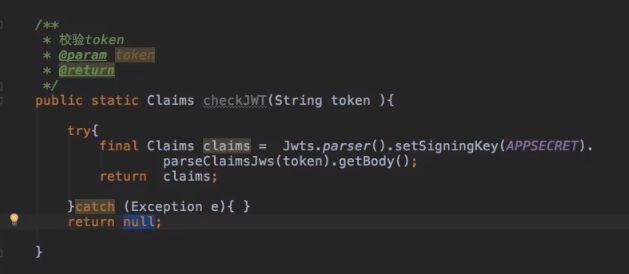 /**
* 校验token
* @param token
* @return
*/
public static Claims checkJWT(String token ){
try{
final Claims claims = Jwts.parser().setSigningKey(APPSECRET).
parseClaimsJws(token).getBody();
return claims;
}catch (Exception e){ }
return null;
}